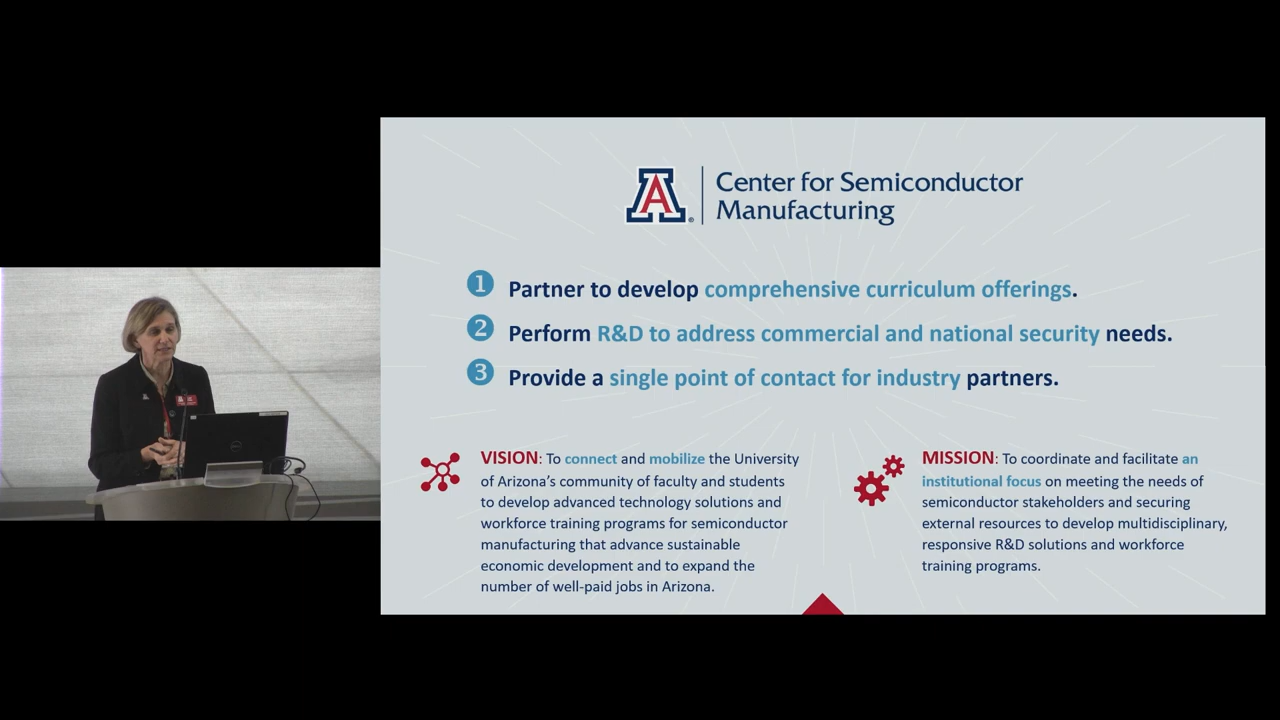 A®
Center for Semiconductor
Manufacturing
1 Partner to develop comprehensive curriculum offerings.
2 Perform R&D to address commercial and national security needs.
3 Provide a single point of contact for industry partners.
VISION: To connect and mobilize the University
of Arizona’s community of faculty and students
to develop advanced technology solutions and
workforce training programs for semiconductor
manufacturing that advance sustainable
economic development and to expand the
number of well-paid jobs in Arizona.
MISSION: To coordinate and facilitate an
institutional focus on meeting the needs of
semiconductor stakeholders and securing
external resources to develop multidisciplinary,
responsive R&D solutions and workforce
training programs.